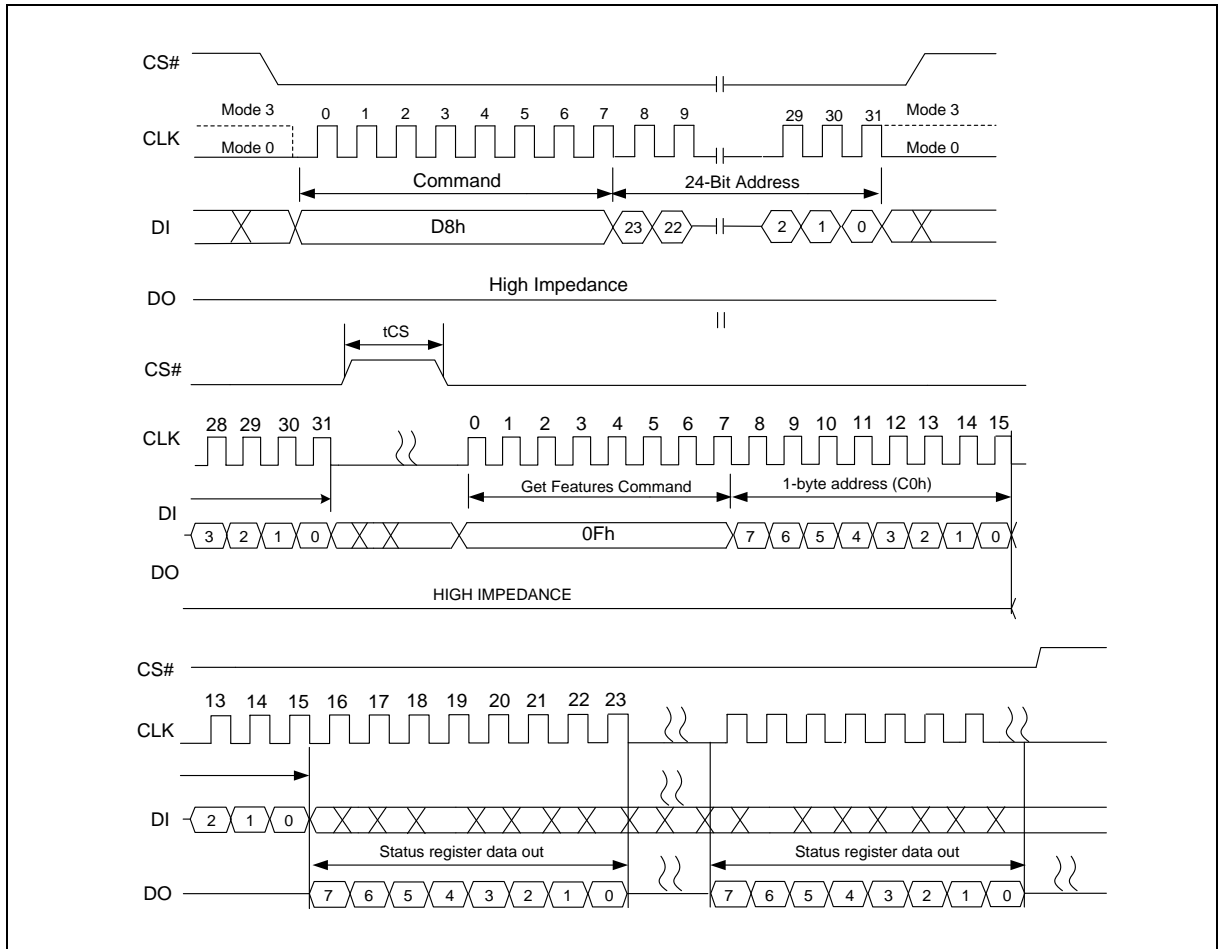 CS#
Mode 3 0 1 2 3 4 5 6 7 8 9 29 30 31 Mode 3
CLK
Mode 0 Mode 0
Command 24-Bit Address
DI D8h 23 22 2 1 0
High Impedance
DO
tCS
CS#
28 29 30 31 0 1 2 3 4 5 6 7 8 9 10 11 12 13 14 15
CLK
Get Features Command 1-byte address (C0h)
DI
3 2 1 0 0Fh 7 6 5 4 3 2 1 0
DO
HIGH IMPEDANCE
CS#
13 14 15 16 17 18 19 20 21 22 23
CLK
DI 2 1 0
Status register data out Status register data out
DO 7 6 5 4 3 2 1 0 7 6 5 4 3 2 1 0